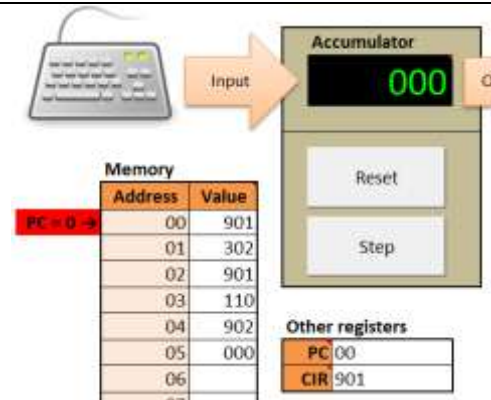 Accumulator
Input
000
Reset
Step
Memory
Address Value
PC = 0 →
00 901
01 302
02 901
03 110
04 902
05 000
06
Other registers
PC 00
CIR 901